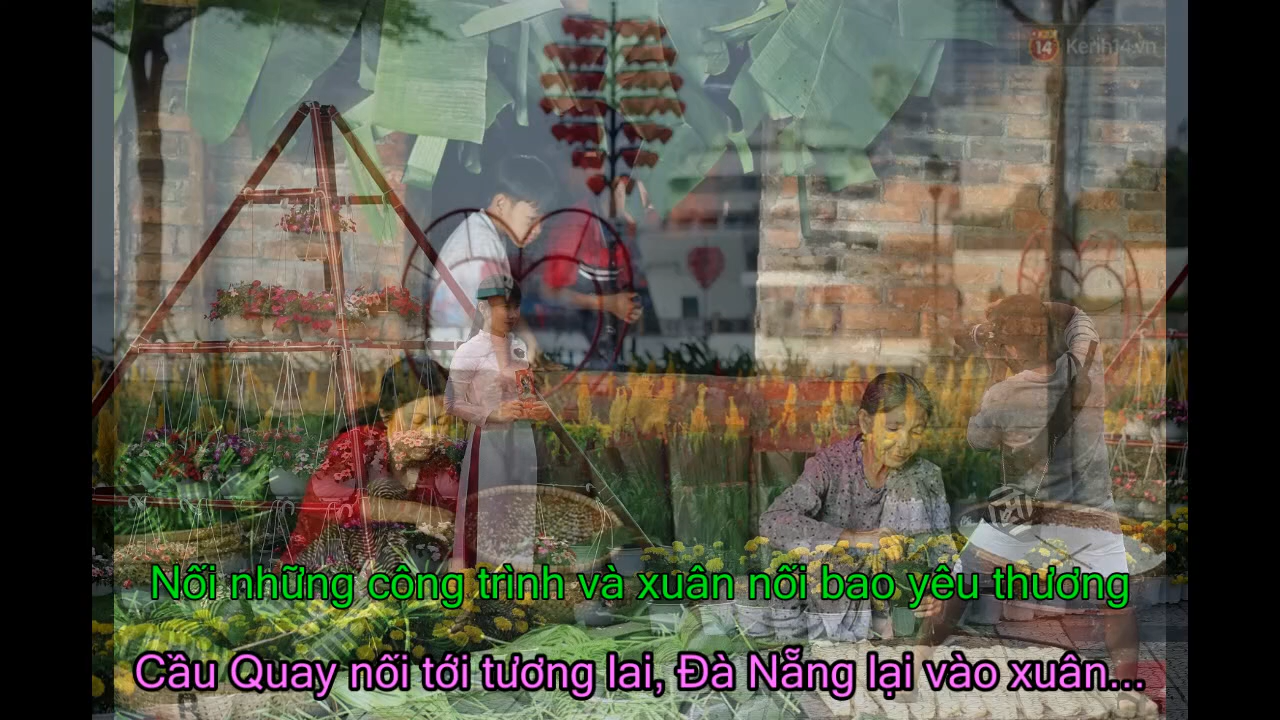 14 Kenh14.vn
Nối những công trình và xuân nối bao yêu thương
Cầu Quay nối tới tương lai, Đà Nẵng lại vào xuân...